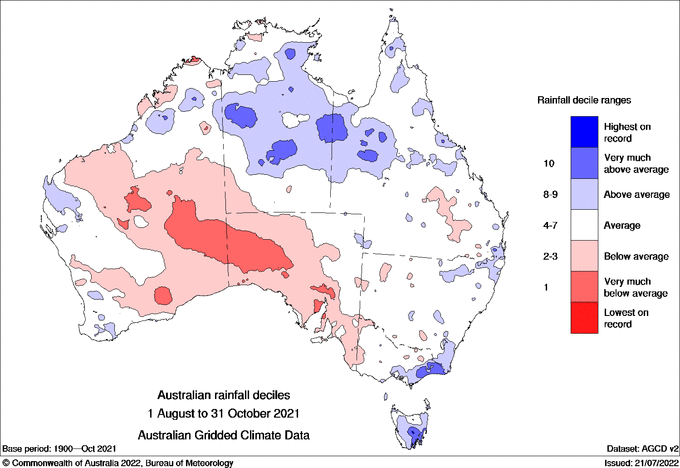 Rainfall decile ranges
Highest on
record
10 Very much
above average
8-9 Above average
4-7 Average
2-3 Below average
1 Very much
below average
Lowest on
record
Australian rainfall deciles
1 August to 31 October 2021
Australian Gridded Climate Data
Base period: 1900—Oct 2021
Dataset: AGCD v2
© Commonwealth of Australia 2022, Bureau of Meteorology
Issued: 21/07/2022